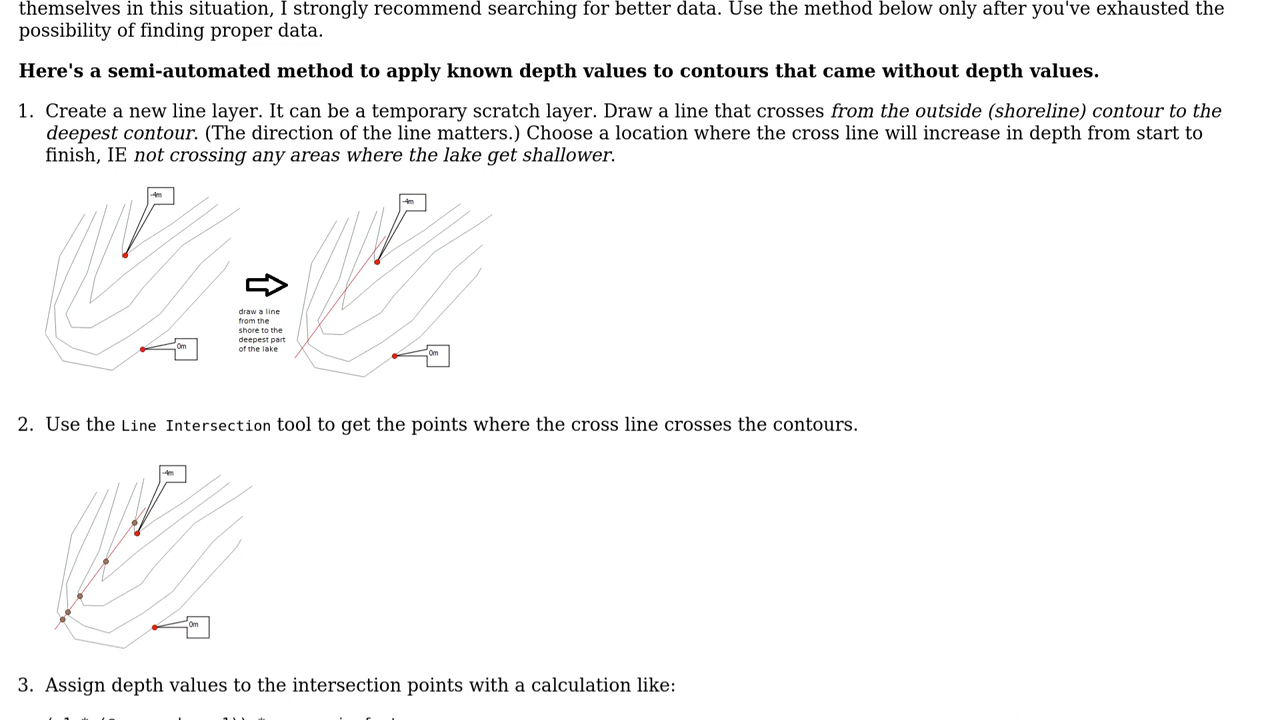 themselves in this situation, I strongly recommend searching for better data. Use the method below only after you've exhausted the
possibility of finding proper data.
Here's a semi-automated method to apply known depth values to contours that came without depth values.
1. Create a new line layer. It can be a temporary scratch layer. Draw a line that crosses from the outside (shoreline) contour to the
deepest contour. (The direction of the line matters.) Choose a location where the cross line will increase in depth from start to
finish, IE not crossing any areas where the lake get shallower.
-4m
-4m
draw a line
from the
shore to the
deepest part
of the lake
0m
0m
2. Use the Line Intersection tool to get the points where the cross line crosses the contours.
-4m
0m
3. Assign depth values to the intersection points with a calculation like: